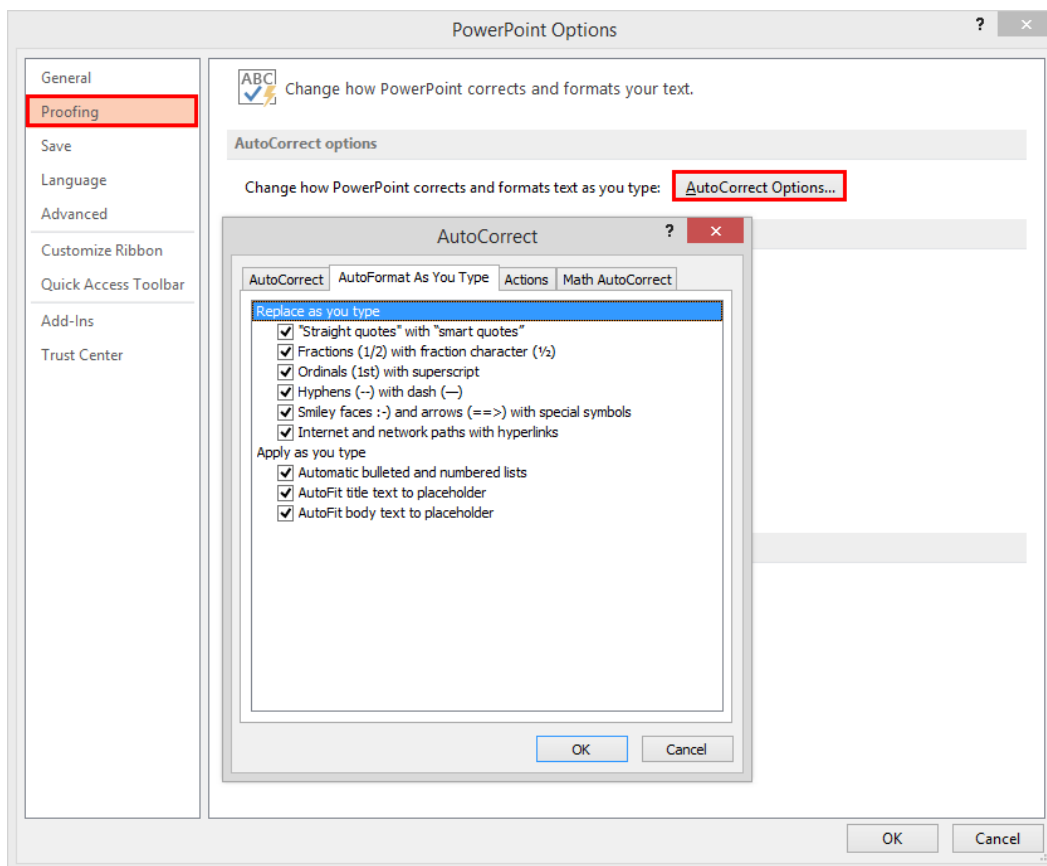 PowerPoint Options
?
×
General
Proofing
Save
Language
Advanced
Customize Ribbon
Quick Access Toolbar
Add-Ins
Trust Center
ABC
Change how PowerPoint corrects and formats your text.
AutoCorrect options
Change how PowerPoint corrects and formats text as you type: AutoCorrect Options...
AutoCorrect
?
×
AutoCorrect AutoFormat As You Type Actions Math AutoCorrect
Replace as you type
"Straight quotes" with “smart quotes”
Fractions (1/2) with fraction character (½)
Ordinals (1st) with superscript
Hyphens (--) with dash (—)
Smiley faces :-) and arrows (==>) with special symbols
Internet and network paths with hyperlinks
Apply as you type
Automatic bulleted and numbered lists
AutoFit title text to placeholder
AutoFit body text to placeholder
OK Cancel
OK Cancel